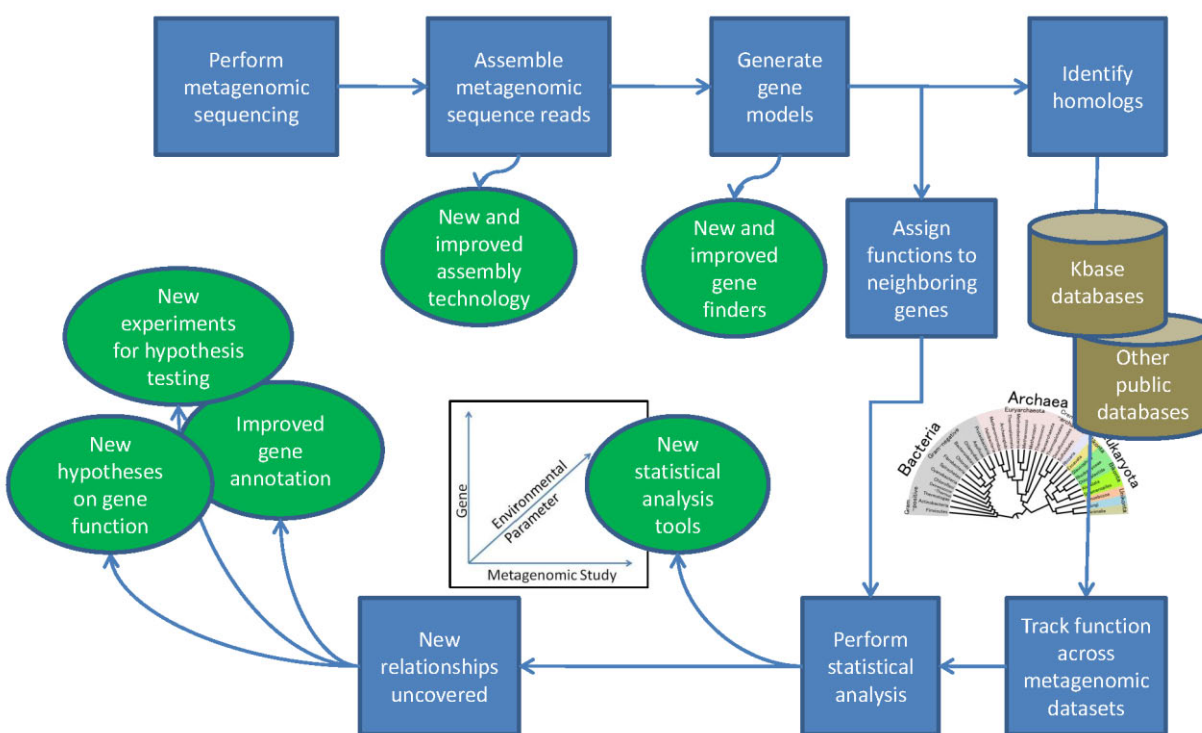 Perform
metagenomic
sequencing
Assemble
metagenomic
sequence reads
Generate
gene
models
Identify
homologs
New and
improved
assembly
technology
New and
improved
gene
finders
Assign
functions to
neighboring
genes
Kbase
databases
Other
public
databases
New
experiments
for hypothesis
testing
Improved
gene
annotation
New
hypotheses
on gene
function
Gene
Environmental
Parameter
Metagenomic Study
New
statistical
analysis
tools
Bacteria
Archaea
Euryarchaeota
New
relationships
uncovered
Perform
statistical
analysis
Track function
across
metagenomic
datasets